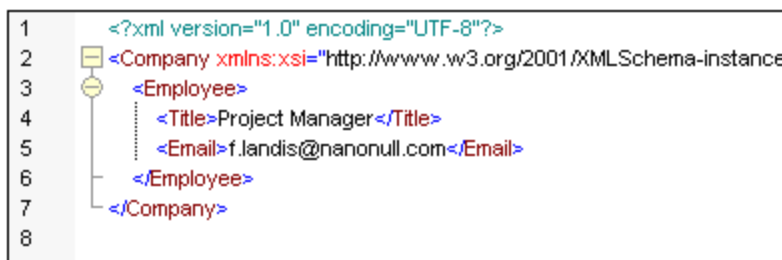 1 <?xml version="1.0" encoding="UTF-8"?>
2 <Company xmlns:xsi="http://www.w3.org/2001/XMLSchema-instance
3 <Employee>
4 <Title>Project Manager</Title>
5 <Email>f.landis@nanonull.com</Email>
6 </Employee>
7 </Company>
8